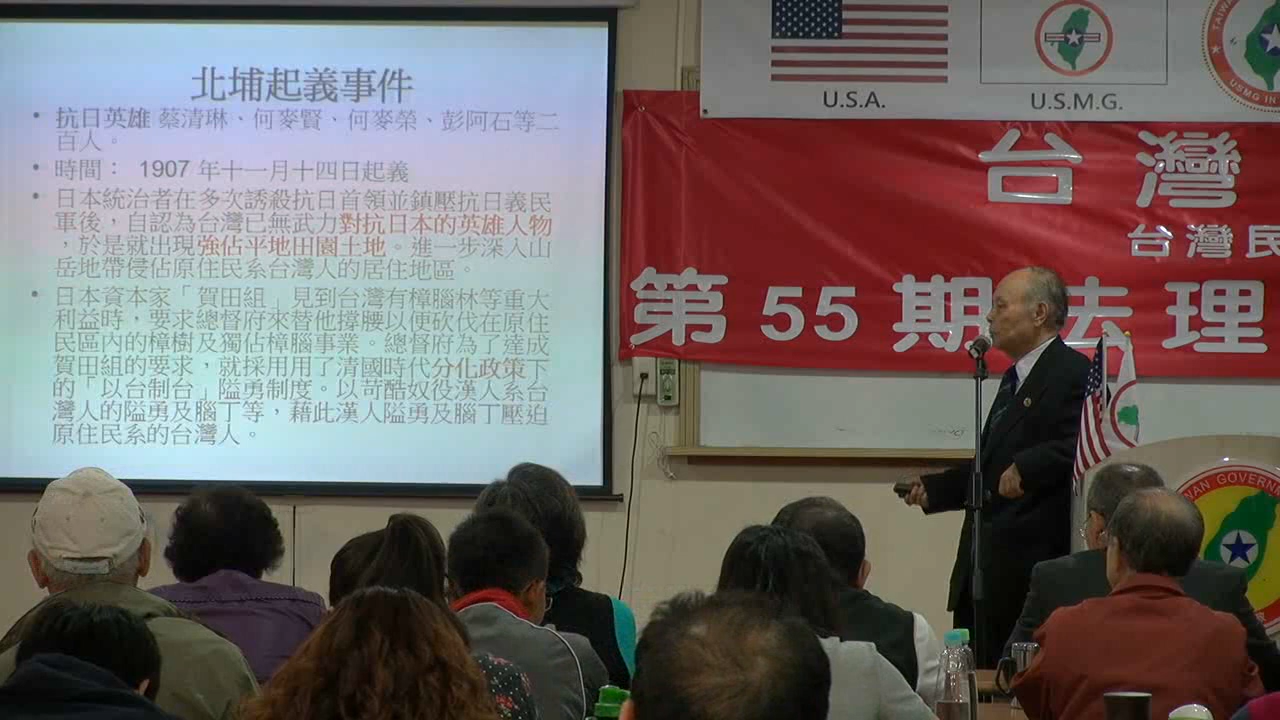 北埔起義事件
• 抗日英雄 蔡清琳、何麥賢、何麥榮、彭阿石等二
百人。
• 時間： 1907 年十一月十四日起義
• 日本統治者在多次誘殺抗日首領並鎮壓抗日義民
軍後，自認為台灣已無武力對抗日本的英雄人物
，於是就出現強佔平地田園土地。進一步深入山
岳地帶侵佔原住民系台灣人的居住地區。
• 日本資本家「賀田組」見到台灣有樟腦林等重大
利益時，要求總督府來替他撐腰以便砍伐在原住
民區內的樟樹及獨佔樟腦事業。總督府為了達成
賀田組的要求，就採用用了清國時代分化政策下
的「以台制台」隘勇制度。以苛酷奴役漢人系台
灣人的隘勇及腦丁等，藉此漢人隘勇及腦丁壓迫
原住民系的台灣人。
U.S.A.
U.S.M.G.
TAIWAN
USMG IN
台灣
台灣民
第 55 期法理
WAN GOVERN